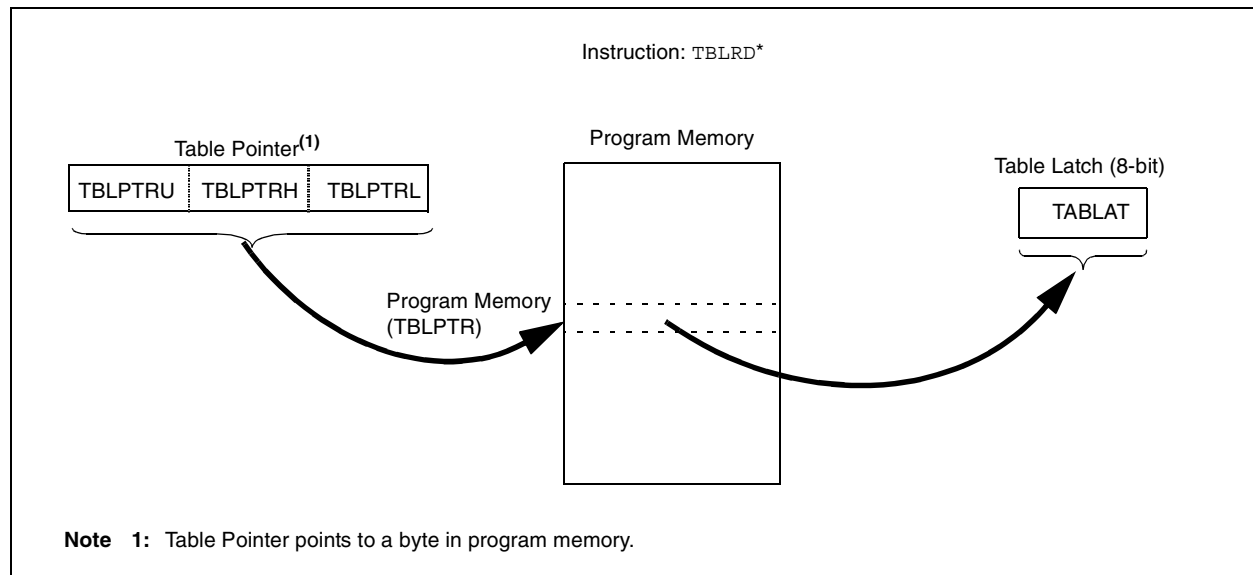 Instruction: TBLRD*
Table Pointer(1)
TBLPTRU TBLPTRH TBLPTRL
Program Memory
Table Latch (8-bit)
TABLAT
Program Memory
(TBLPTR)
Note 1: Table Pointer points to a byte in program memory.